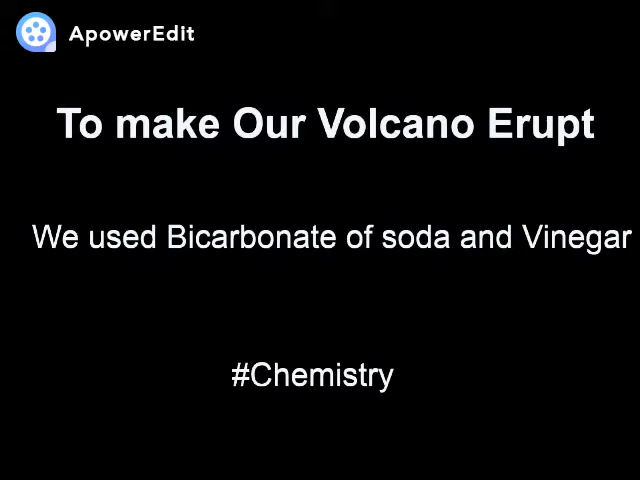 ApowerEdit
To make Our Volcano Erupt
We used Bicarbonate of soda and Vinegar
#Chemistry